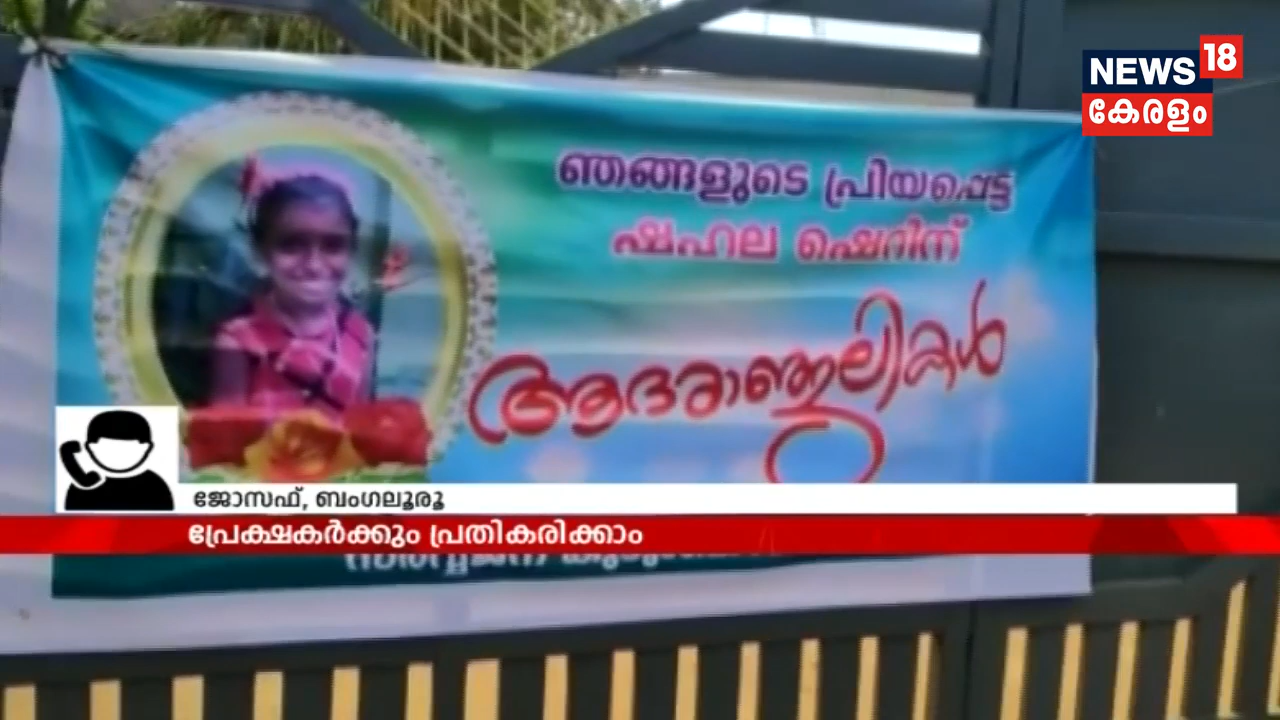 NEWS 18
കേരളം
ഞങ്ങളുടെ പ്രിയപ്പെട്ട
ഷഹല ഷെറിന്
ആദരാഞ്ജലികൾ
ജോസഫ്, ബംഗലൂരൂ
പ്രേക്ഷകർക്കും പ്രതികരിക്കാം